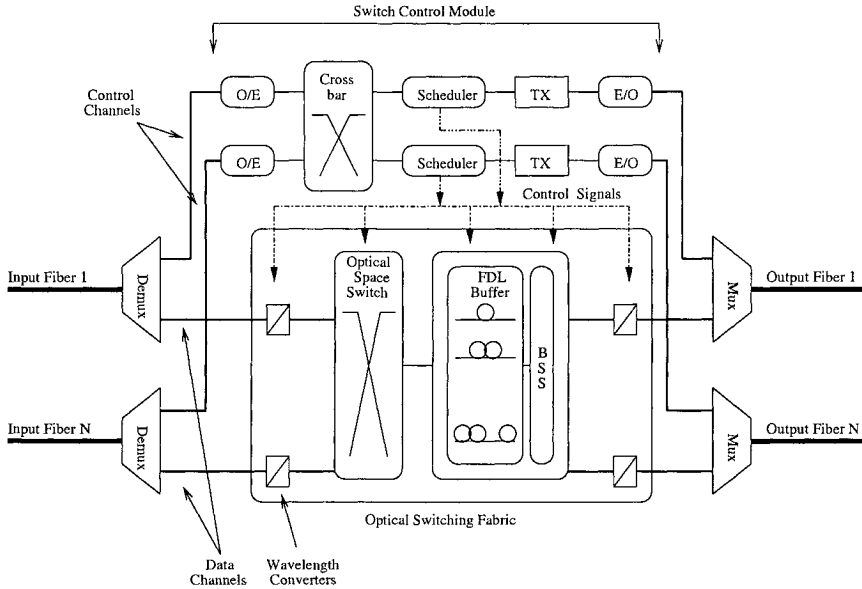 Switch Control Module
Control
Channels
O/E
Cross
bar
Scheduler
TX
E/O
O/E
Scheduler
TX
E/O
Control Signals
Input Fiber 1
Demux
Optical
Space
Switch
FDL
Buffer
BSS
Mux
Output Fiber 1
Input Fiber N
Demux
Mux
Output Fiber N
Optical Switching Fabric
Data
Channels
Wavelength
Converters